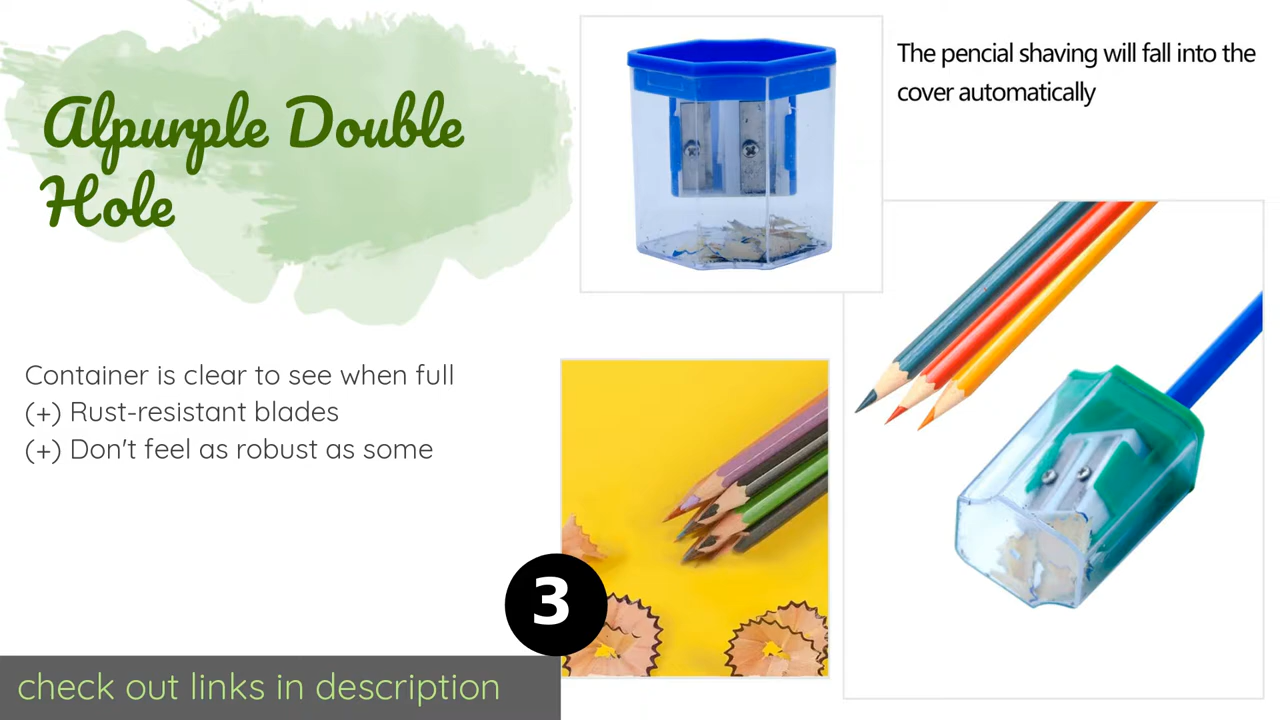 Alpurple Double
Hole
The pencial shaving will fall into the
cover automatically
Container is clear to see when full
(+) Rust-resistant blades
(+) Don't feel as robust as some
3
check out links in description